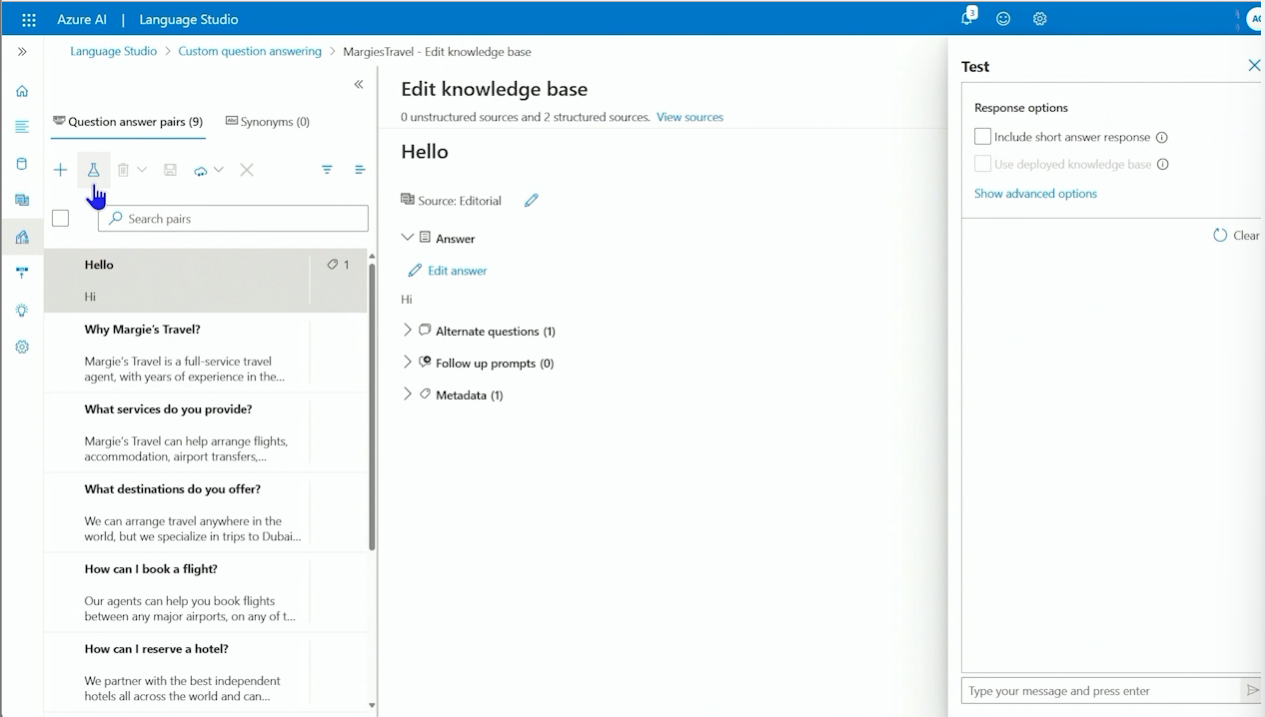 Azure AI | Language Studio
3
AC
Language Studio > Custom question answering > MargiesTravel - Edit knowledge base
Question answer pairs (9)
Synonyms (0)
Search pairs
Hello
1
Hi
Why Margie's Travel?
Margie's Travel is a full-service travel
agent, with years of experience in the...
What services do you provide?
Margie's Travel can help arrange flights,
accommodation, airport transfers,...
What destinations do you offer?
We can arrange travel anywhere in the
world, but we specialize in trips to Dubai...
How can I book a flight?
Our agents can help you book flights
between any major airports, on any of t...
How can I reserve a hotel?
We partner with the best independent
hotels all across the world and can...
Edit knowledge base
0 unstructured sources and 2 structured sources. View sources
Hello
Source: Editorial
Answer
Edit answer
Hi
Alternate questions (1)
Follow up prompts (0)
Metadata (1)
Test
Response options
Include short answer response
Use deployed knowledge base
Show advanced options
Clear
Type your message and press enter